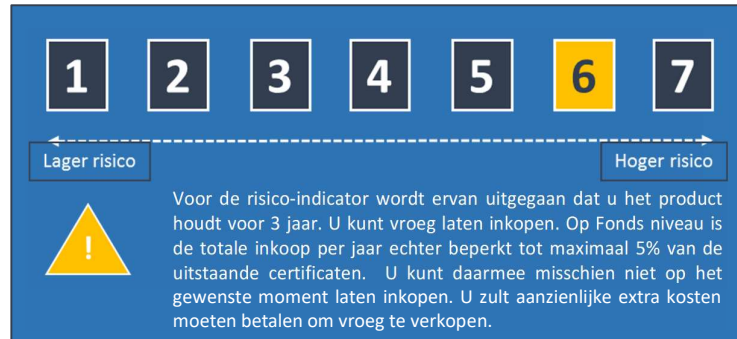 1 2 3 4 5 6 7
Lager risico Hoger risico
! Voor de risico-indicator wordt ervan uitgegaan dat u het product
houdt voor 3 jaar. U kunt vroeg laten inkopen. Op Fonds niveau is
de totale inkoop per jaar echter beperkt tot maximaal 5% van de
uitstaande certificaten. U kunt daarmee misschien niet op het
gewenste moment laten inkopen. U zult aanzienlijke extra kosten
moeten betalen om vroeg te verkopen.